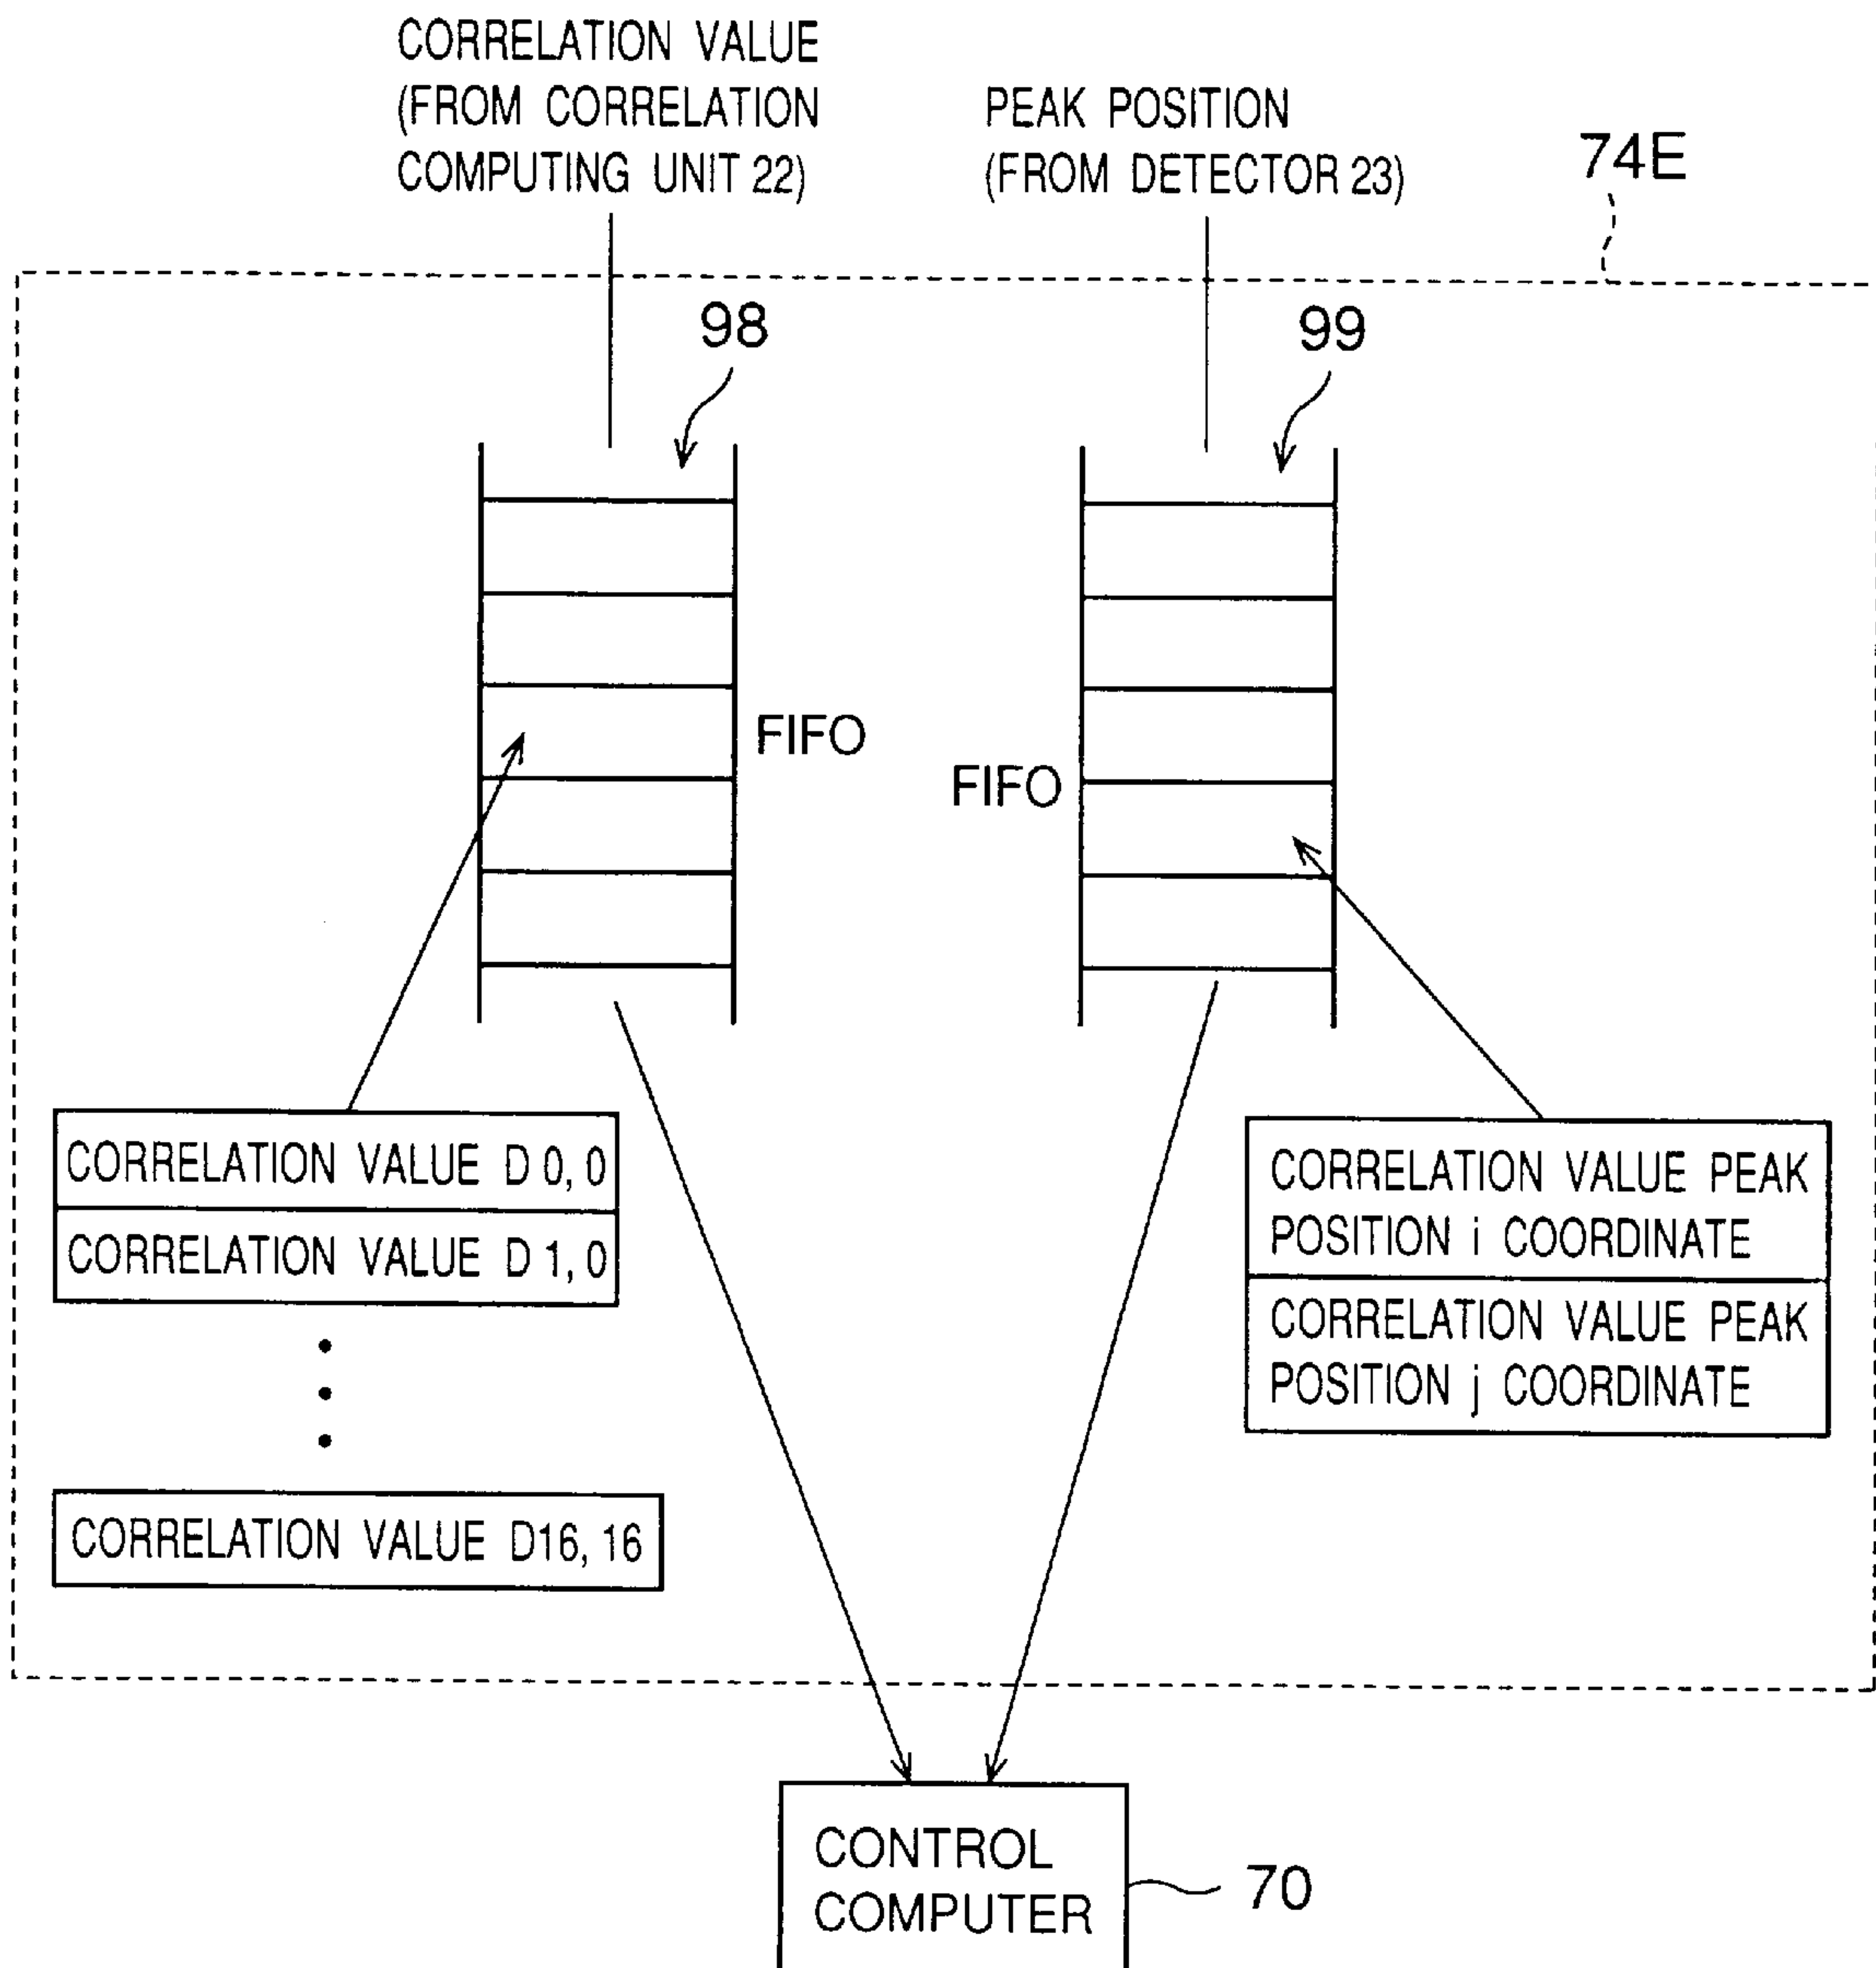 CORRELATION VALUE
(FROM CORRELATION
COMPUTING UNIT 22)
PEAK POSITION
(FROM DETECTOR 23)
74E
98
99
FIFO
FIFO
CORRELATION VALUE D 0, 0
CORRELATION VALUE D 1, 0
CORRELATION VALUE D16, 16
CORRELATION VALUE PEAK
POSITION i COORDINATE
CORRELATION VALUE PEAK
POSITION j COORDINATE
CONTROL
COMPUTER
70